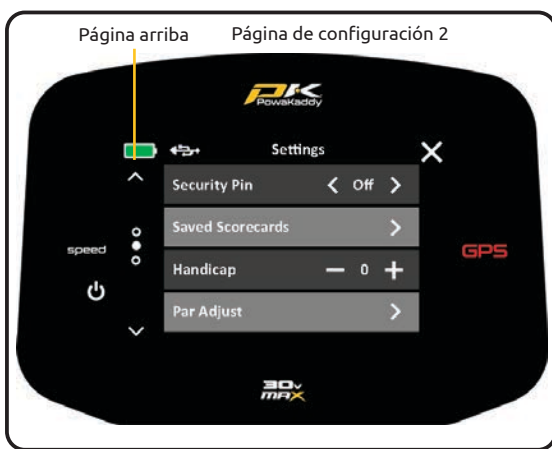 Página arriba Página de configuración 2
PK
PowaKaddy
Settings
Security Pin < Off >
Saved Scorecards >
speed
GPS
Handicap — 0 +
Par Adjust >
30v
MAX